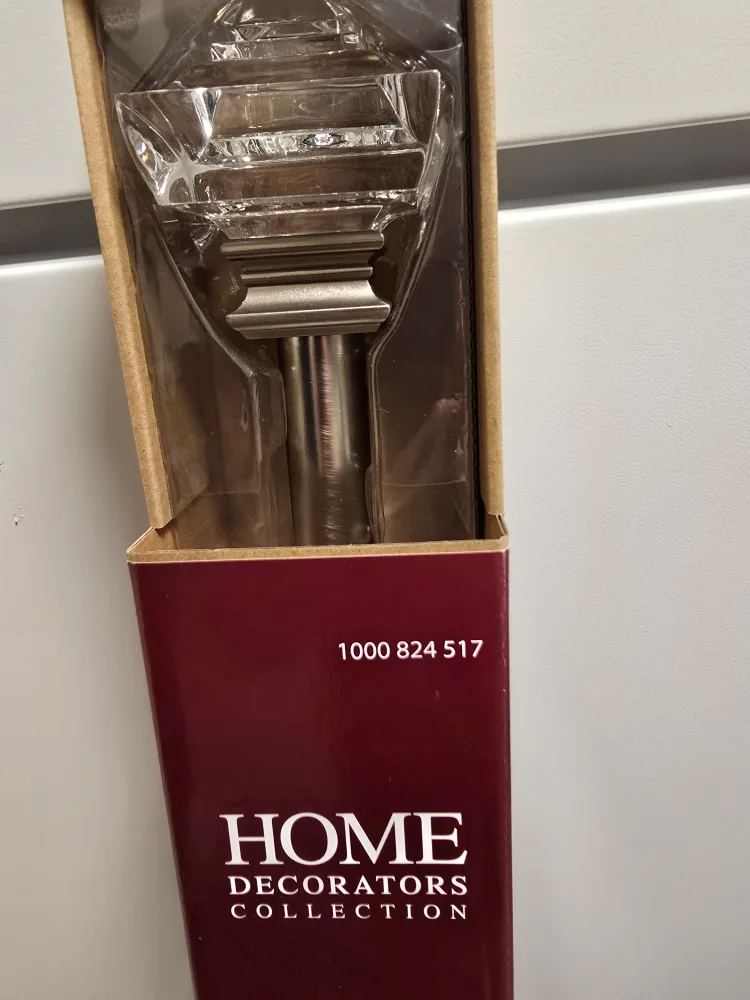 1000 824 517
HOME
DECORATORS
COLLECTION